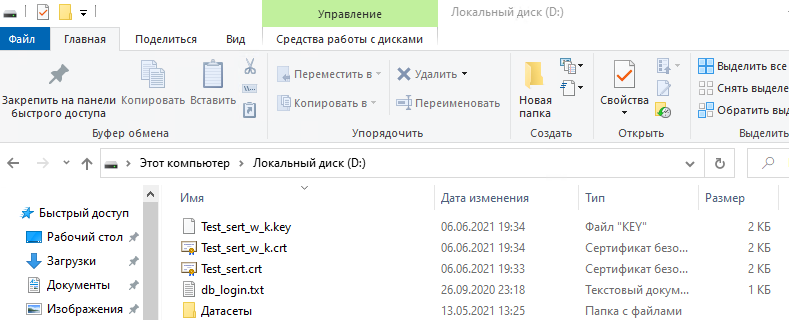 Управление Локальный диск (D:)
Файл Главная Поделиться Вид Средства работы с дисками
Закрепить на панели быстрого доступа
Копировать
Вставить
Переместить в
Копировать в
Удалить
Переименовать
Новая папка
Свойства
Выделить все
Снять выделе
Обратить выд
Буфер обмена Упорядочить Создать Открыть Выделить
Этот компьютер Локальный диск (D:)
Быстрый доступ
Рабочий стол
Загрузки
Документы
Изображения
Имя Дата изменения Тип Размер
Test_sert_w_k.key 06.06.2021 19:34 Файл "KEY" 2 КБ
Test_sert_w_k.crt 06.06.2021 19:34 Сертификат безо... 2 КБ
Test_sert.crt 06.06.2021 19:33 Сертификат безо... 2 КБ
db_login.txt 26.09.2020 23:18 Текстовый докум... 1 КБ
Датасеты 13.05.2021 13:25 Папка с файлами